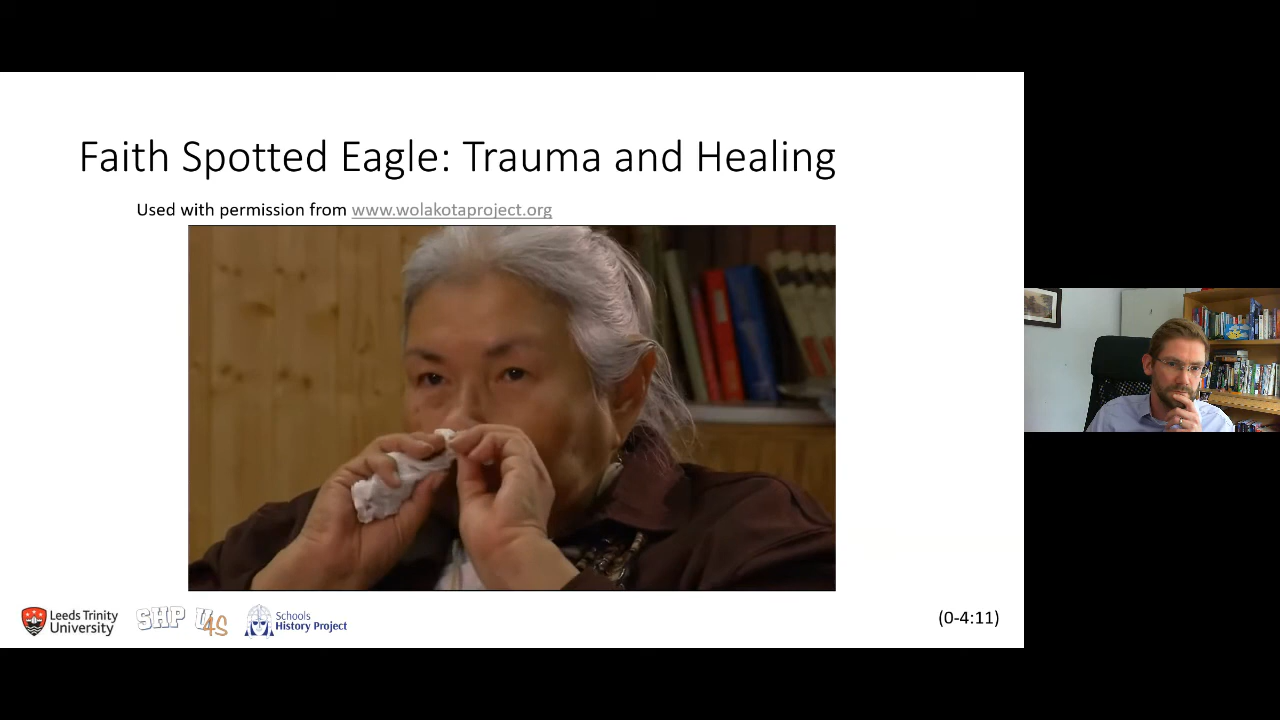 Faith Spotted Eagle: Trauma and Healing
Used with permission from www.wolakotaproject.org
Leeds Trinity
University
SHP
U4S
Schools
History Project
(0-4:11)